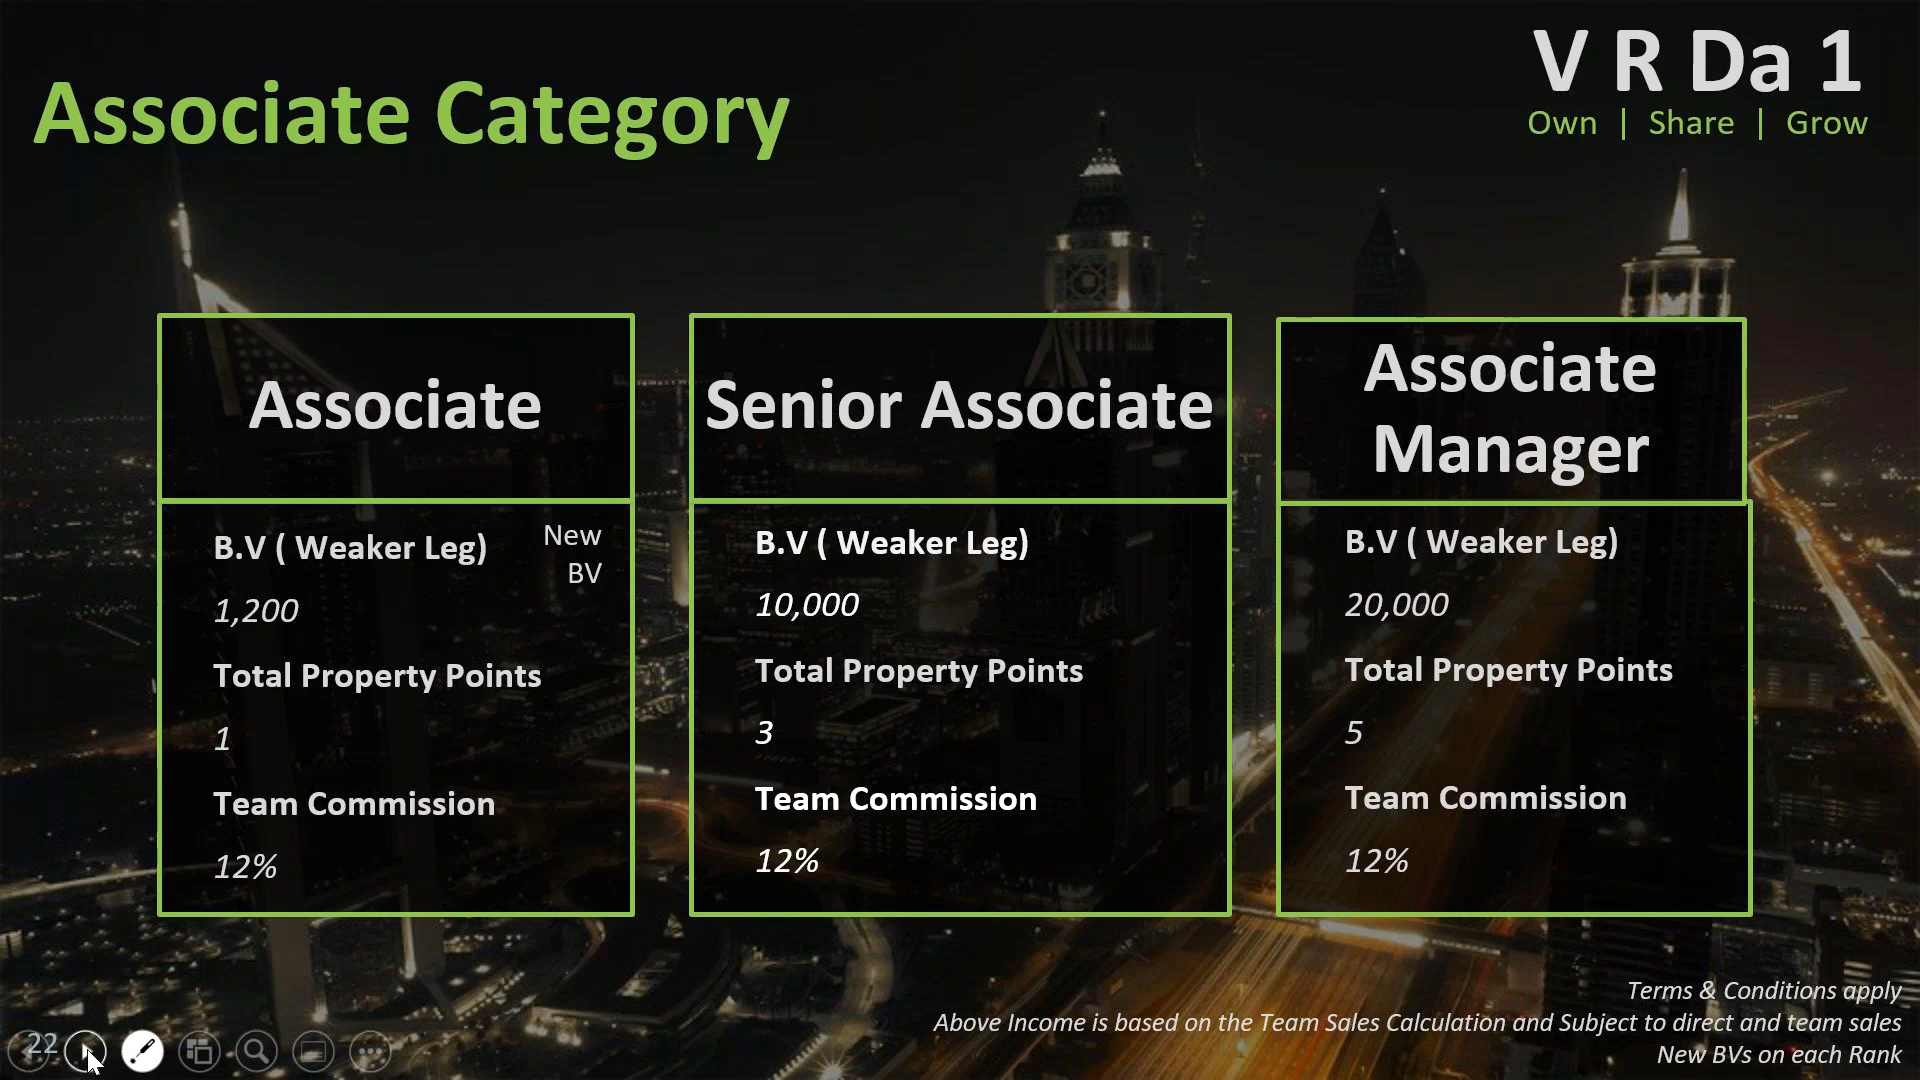 V R Da 1
Own | Share | Grow
Associate Category
Associate
B.V ( Weaker Leg)
New
BV
1,200
Total Property Points
1
Team Commission
12%
Senior Associate
B.V ( Weaker Leg)
10,000
Total Property Points
3
Team Commission
12%
Associate
Manager
B.V ( Weaker Leg)
20,000
Total Property Points
5
Team Commission
12%
Terms & Conditions apply
Above Income is based on the Team Sales Calculation and Subject to direct and team sales
New BVs on each Rank
22